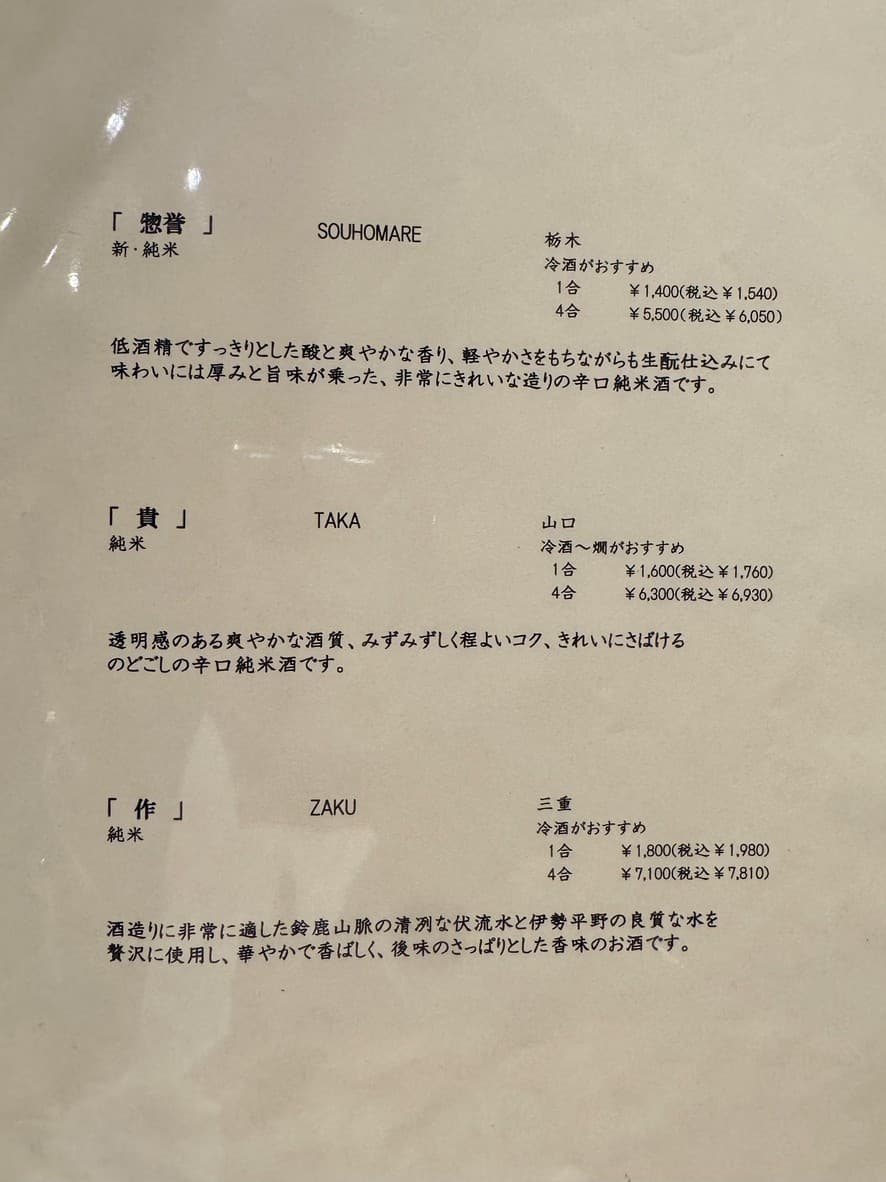 「 惣誉 」 SOUHOMARE 栃木
新・純米 冷酒がおすすめ
1合 ￥1,400(税込￥1,540)
4合 ￥5,500(税込￥6,050)
低酒精ですっきりとした酸と爽やかな香り、軽やかさをもちながらも生酛仕込みにて
味わいには厚みと旨味が乗った、非常にきれいな造りの辛口純米酒です。
「 貴 」 TAKA 山口
純米 冷酒～燗がおすすめ
1合 ￥1,600(税込￥1,760)
4合 ￥6,300(税込￥6,930)
透明感のある爽やかな酒質、みずみずしく程よいコク、きれいにさばける
のどごしの辛口純米酒です。
「 作 」 ZAKU 三重
純米 冷酒がおすすめ
1合 ￥1,800(税込￥1,980)
4合 ￥7,100(税込￥7,810)
酒造りに非常に適した鈴鹿山脈の清冽な伏流水と伊勢平野の良質な水を
贅沢に使用し、華やかで香ばしく、後味のさっぱりとした香味のお酒です。